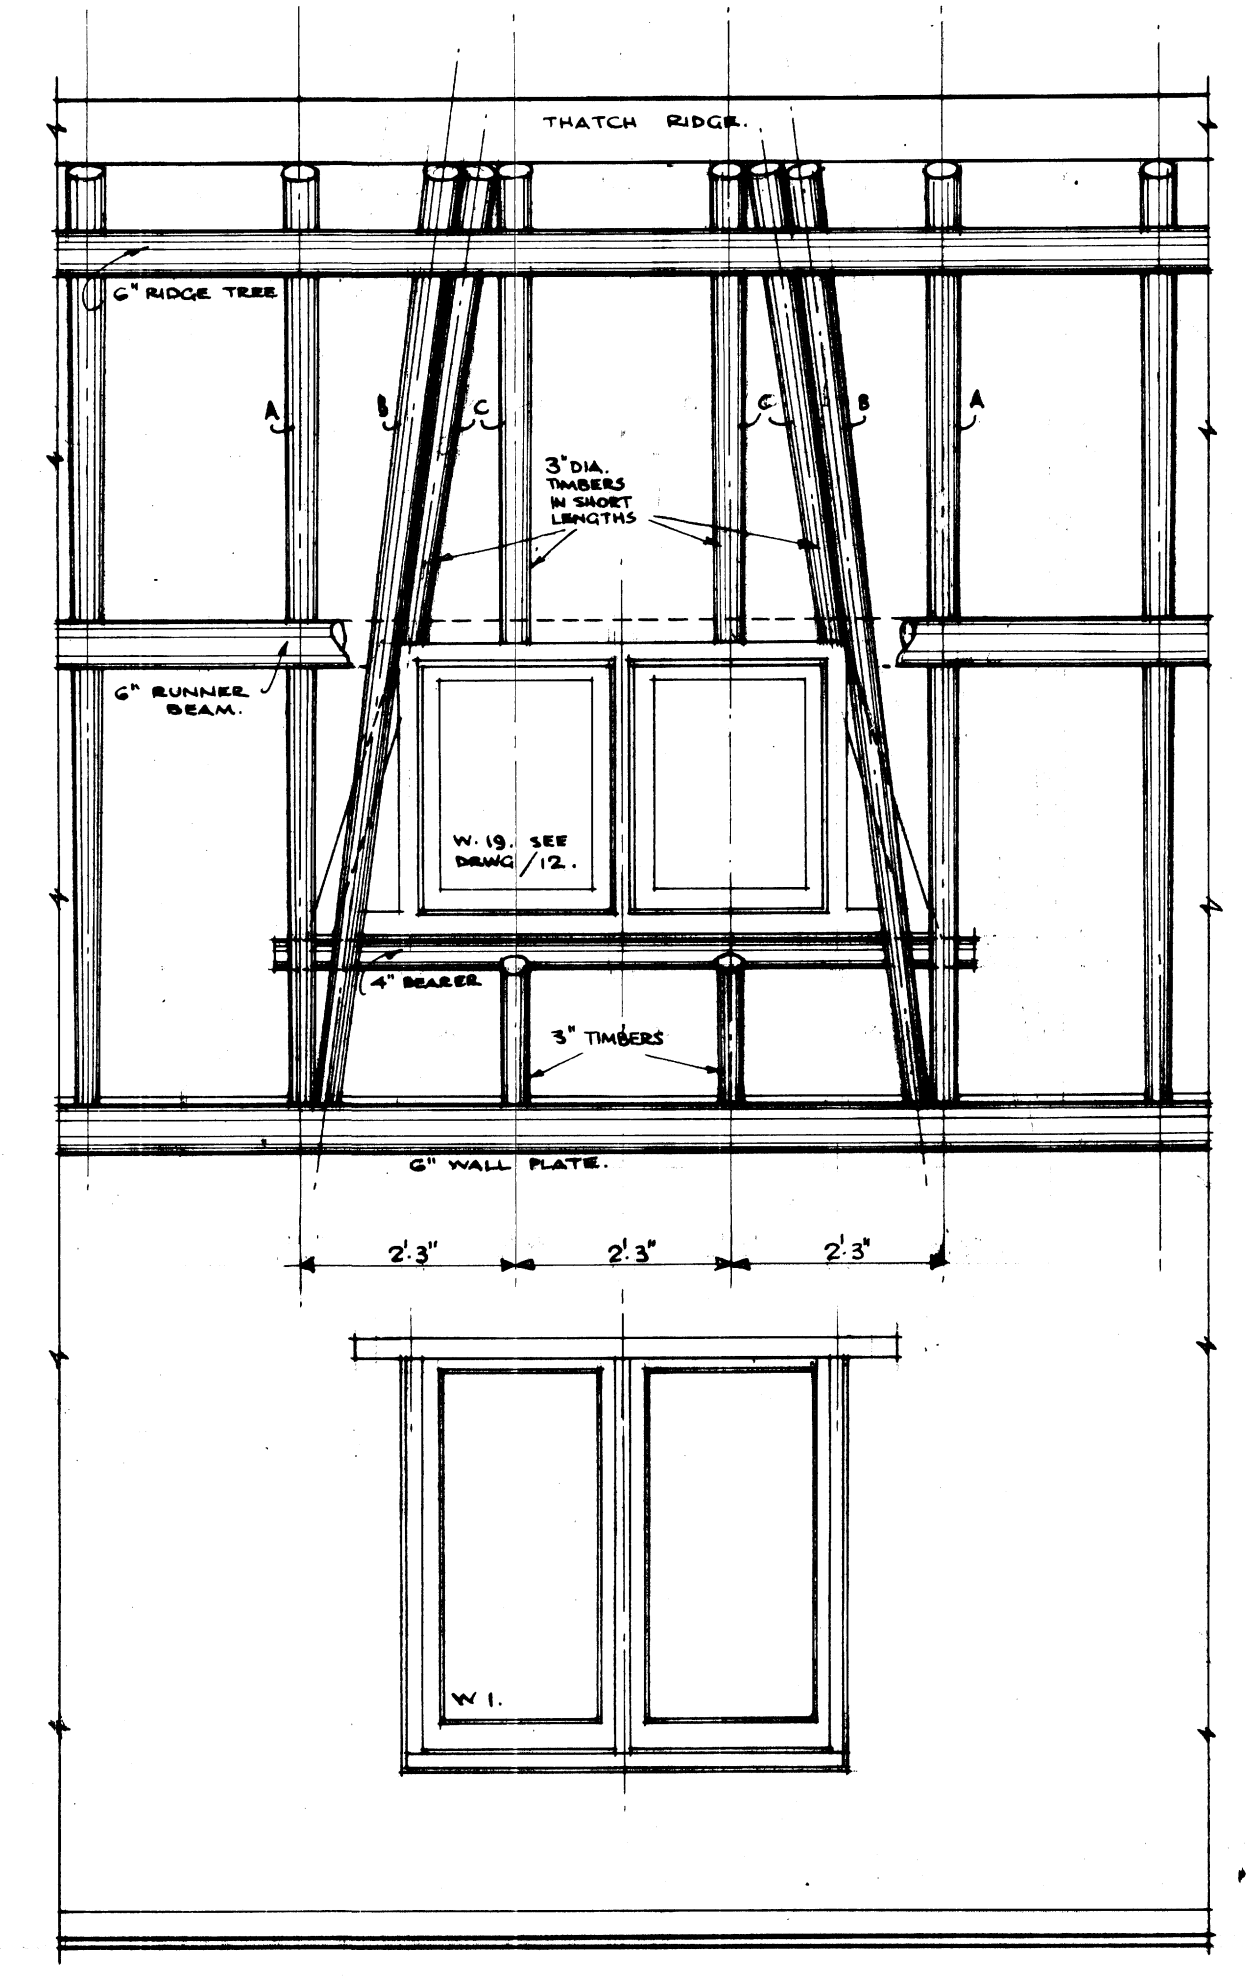 THATCH RIDGE.
6" RIDGE TREE
A
B
C
C
B
A
3" DIA.
TIMBERS
IN SHORT
LENGTHS
6" RUNNER
BEAM.
W. 19. SEE
DRWG /12.
4" BEARER
3" TIMBERS
6" WALL PLATE.
2'.3" 2'.3" 2'.3"
W 1.